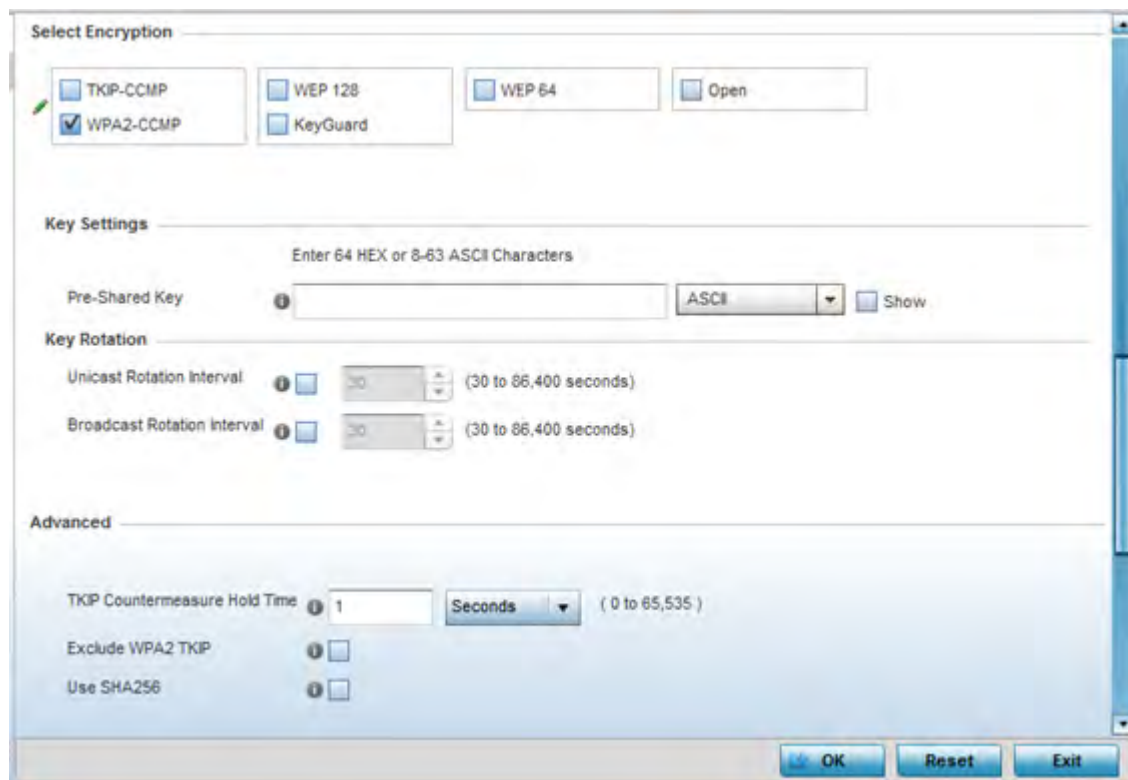 Select Encryption
TKIP-CCMP
WPA2-CCMP
WEP 128
KeyGuard
WEP 64
Open
Key Settings
Enter 64 HEX or 8-63 ASCII Characters
Pre-Shared Key
ASCII
Show
Key Rotation
Unicast Rotation Interval
30
(30 to 86,400 seconds)
Broadcast Rotation Interval
30
(30 to 86,400 seconds)
Advanced
TKIP Countermeasure Hold Time
1
Seconds
( 0 to 65,535 )
Exclude WPA2 TKIP
Use SHA256
OK
Reset
Exit